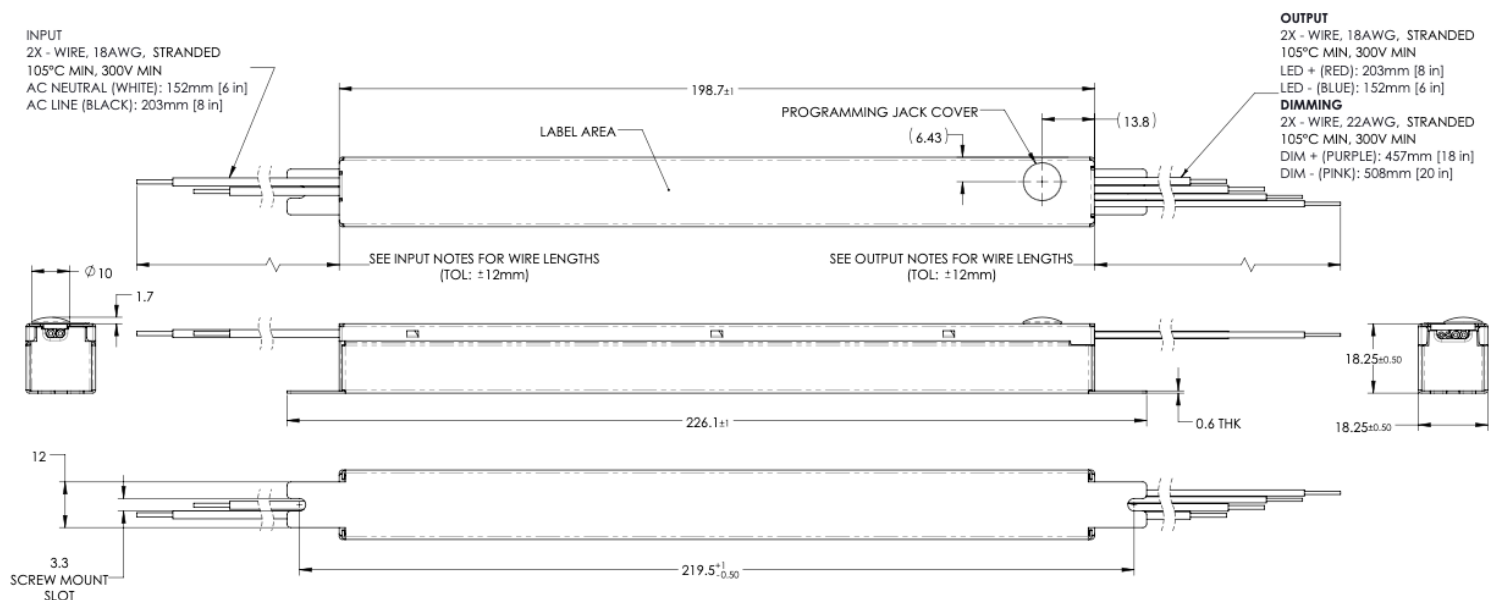 INPUT
2X - WIRE, 18AWG, STRANDED
105°C MIN, 300V MIN
AC NEUTRAL (WHITE): 152mm [6 in]
AC LINE (BLACK): 203mm [8 in]
OUTPUT
2X - WIRE, 18AWG, STRANDED
105°C MIN, 300V MIN
LED + (RED): 203mm [8 in]
LED - (BLUE): 152mm [6 in]
DIMMING
2X - WIRE, 22AWG, STRANDED
105°C MIN, 300V MIN
DIM + (PURPLE): 457mm [18 in]
DIM - (PINK): 508mm [20 in]
198.7±1
PROGRAMMING JACK COVER
(13.8)
LABEL AREA
(6.43)
SEE INPUT NOTES FOR WIRE LENGTHS
(TOL: ±12mm)
SEE OUTPUT NOTES FOR WIRE LENGTHS
(TOL: ±12mm)
Ø10
1.7
18.25±0.50
226.1±1
0.6 THK
18.25±0.50
12
3.3
SCREW MOUNT
SLOT
219.5+1
-0.50